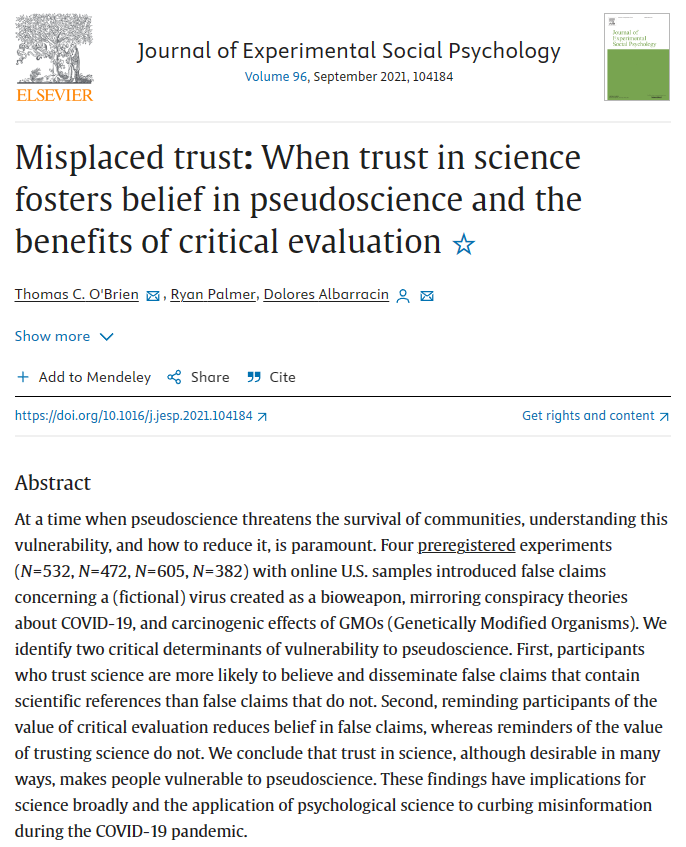 ELSEVIER
Journal of Experimental Social Psychology
Volume 96, September 2021, 104184
Journal of
Experimental
Social Psychology
Misplaced trust: When trust in science
fosters belief in pseudoscience and the
benefits of critical evaluation ☆
Thomas C. O'Brien, Ryan Palmer, Dolores Albarracin
Show more
+ Add to Mendeley Share Cite
https://doi.org/10.1016/j.jesp.2021.104184
Get rights and content
Abstract
At a time when pseudoscience threatens the survival of communities, understanding this
vulnerability, and how to reduce it, is paramount. Four preregistered experiments
(N=532, N=472, N=605, N=382) with online U.S. samples introduced false claims
concerning a (fictional) virus created as a bioweapon, mirroring conspiracy theories
about COVID-19, and carcinogenic effects of GMOs (Genetically Modified Organisms). We
identify two critical determinants of vulnerability to pseudoscience. First, participants
who trust science are more likely to believe and disseminate false claims that contain
scientific references than false claims that do not. Second, reminding participants of the
value of critical evaluation reduces belief in false claims, whereas reminders of the value
of trusting science do not. We conclude that trust in science, although desirable in many
ways, makes people vulnerable to pseudoscience. These findings have implications for
science broadly and the application of psychological science to curbing misinformation
during the COVID-19 pandemic.